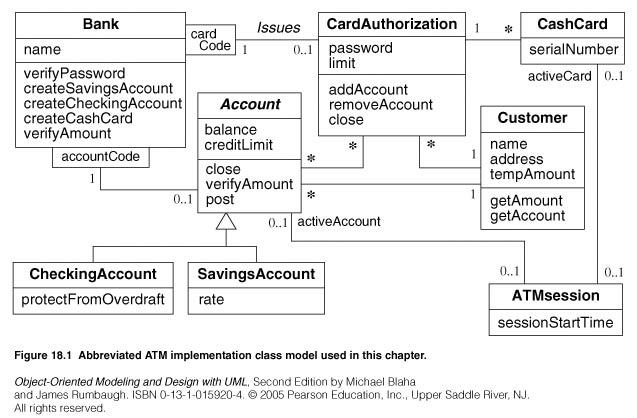 Bank
name
verifyPassword
createSavingsAccount
createCheckingAccount
createCashCard
verifyAmount
card
Code
Issues
1
0..1
CardAuthorization
password
limit
addAccount
removeAccount
close
1
*
CashCard
serialNumber
activeCard
0..1
accountCode
1
0..1
Account
balance
creditLimit
close
verifyAmount
post
*
*
*
*
1
1
Customer
name
address
tempAmount
getAmount
getAccount
0..1
activeAccount
0..1
0..1
CheckingAccount
protectFromOverdraft
SavingsAccount
rate
ATMsession
sessionStartTime
Figure 18.1 Abbreviated ATM implementation class model used in this chapter.
Object-Oriented Modeling and Design with UML, Second Edition by Michael Blaha
and James Rumbaugh. ISBN 0-13-1-015920-4. © 2005 Pearson Education, Inc., Upper Saddle River, NJ.
All rights reserved.